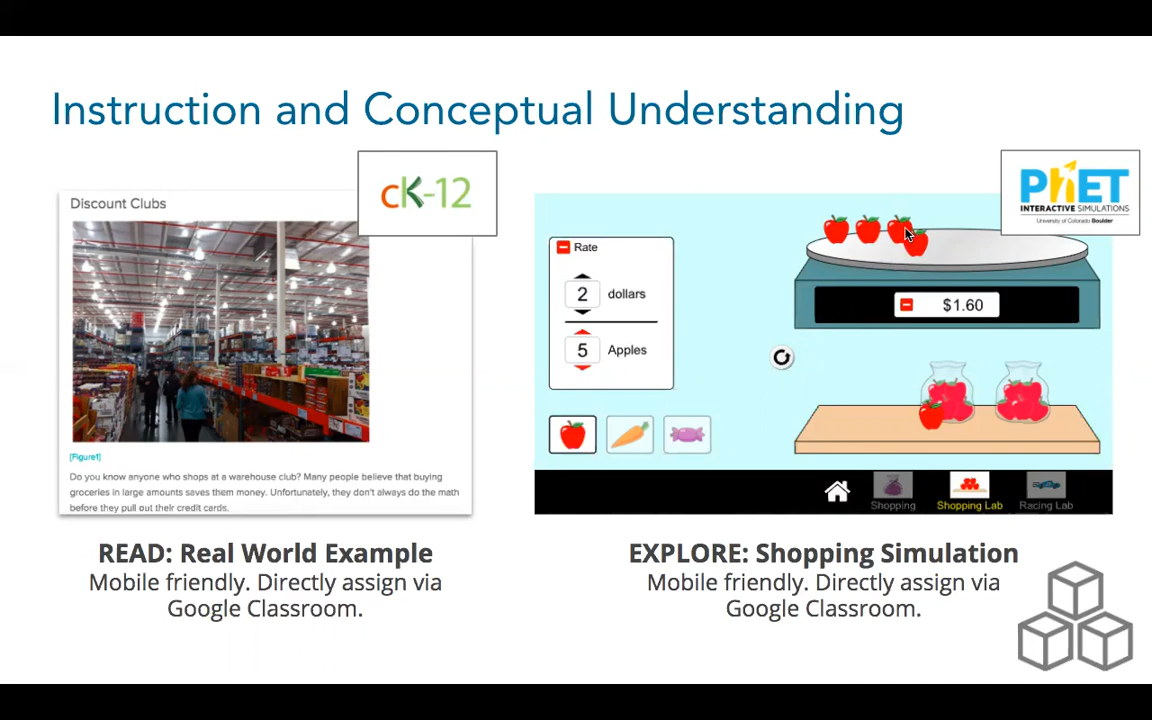 Instruction and Conceptual Understanding
cK-12
Discount Clubs
[Figure1]
Do you know anyone who shops at a warehouse club? Many people believe that buying
groceries in large amounts saves them money. Unfortunately, they don't always do the math
before they pull out their credit cards.
READ: Real World Example
Mobile friendly. Directly assign via
Google Classroom.
PhET
INTERACTIVE SIMULATIONS
University of Colorado Boulder
Rate
2 dollars
5 Apples
$1.60
Shopping Shopping Lab Racing Lab
EXPLORE: Shopping Simulation
Mobile friendly. Directly assign via
Google Classroom.